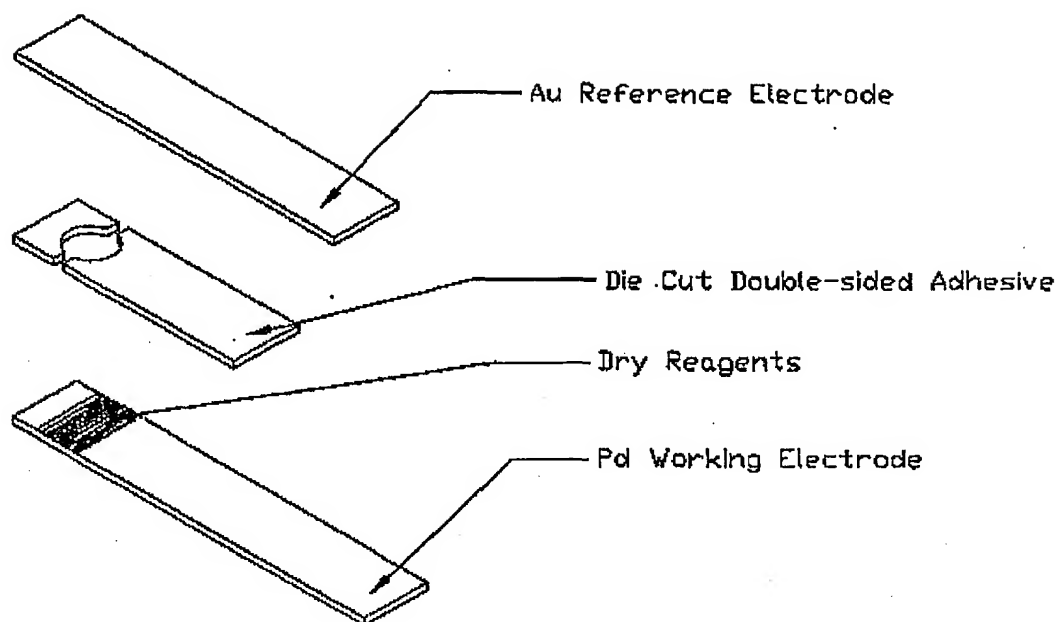 Au Reference Electrode
Die Cut Double-sided Adhesive
Dry Reagents
Pd Working Electrode